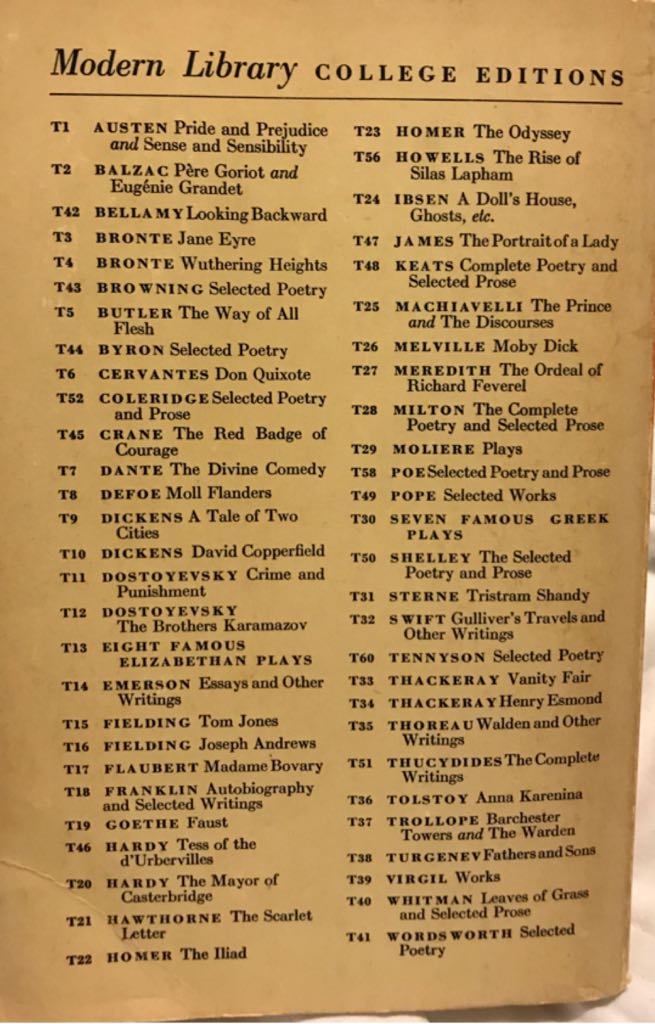 Modern Library COLLEGE EDITIONS
T1 AUSTEN Pride and Prejudice
and Sense and Sensibility
T2 BALZAC Père Goriot and
Eugénie Grandet
T42 BELLAMY Looking Backward
T3 BRONTE Jane Eyre
T4 BRONTE Wuthering Heights
T43 BROWNING Selected Poetry
T5 BUTLER The Way of All
Flesh
T44 BYRON Selected Poetry
T6 CERVANTES Don Quixote
T52 COLERIDGE Selected Poetry
and Prose
T45 CRANE The Red Badge of
Courage
T7 DANTE The Divine Comedy
T8 DEFOE Moll Flanders
T9 DICKENS A Tale of Two
Cities
T10 DICKENS David Copperfield
T11 DOSTOYEVSKY Crime and
Punishment
T12 DOSTOYEVSKY
The Brothers Karamazov
T13 EIGHT FAMOUS
ELIZABETHAN PLAYS
T14 EMERSON Essays and Other
Writings
T15 FIELDING Tom Jones
T16 FIELDING Joseph Andrews
T17 FLAUBERT Madame Bovary
T18 FRANKLIN Autobiography
and Selected Writings
T19 GOETHE Faust
T46 HARDY Tess of the
d'Urbervilles
T20 HARDY The Mayor of
Casterbridge
T21 HAWTHORNE The Scarlet
Letter
T22 HOMER The Iliad
T23 HOMER The Odyssey
T56 HOWELLS The Rise of
Silas Lapham
T24 IBSEN A Doll's House,
Ghosts, etc.
T47 JAMES The Portrait of a Lady
T48 KEATS Complete Poetry and
Selected Prose
T25 MACHIAVELLI The Prince
and The Discourses
T26 MELVILLE Moby Dick
T27 MEREDITH The Ordeal of
Richard Feverel
T28 MILTON The Complete
Poetry and Selected Prose
T29 MOLIERE Plays
T58 POE Selected Poetry and Prose
T49 POPE Selected Works
T30 SEVEN FAMOUS GREEK
PLAYS
T50 SHELLEY The Selected
Poetry and Prose
T31 STERNE Tristram Shandy
T32 SWIFT Gulliver's Travels and
Other Writings
T60 TENNYSON Selected Poetry
T33 THACKERAY Vanity Fair
T34 THACKERAY Henry Esmond
T35 THOREAU Walden and Other
Writings
T51 THUCYDIDES The Complete
Writings
T36 TOLSTOY Anna Karenina
T37 TROLLOPE Barchester
Towers and The Warden
T38 TURGENEV Fathers and Sons
T39 VIRGIL Works
T40 WHITMAN Leaves of Grass
and Selected Prose
T41 WORDSWORTH Selected
Poetry